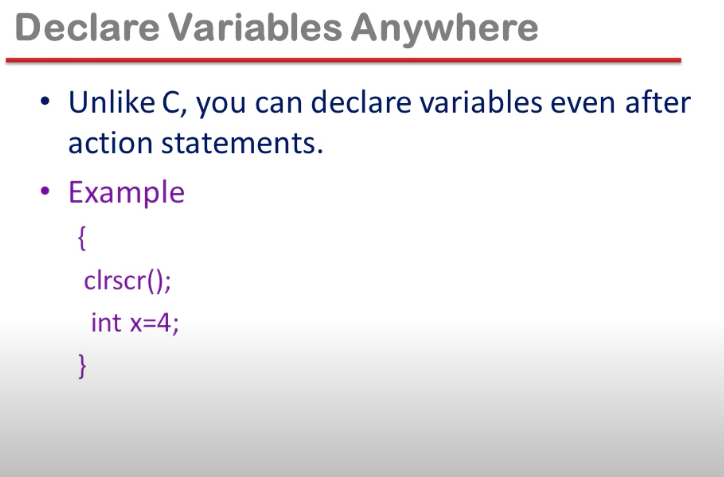 Declare Variables Anywhere
• Unlike C, you can declare variables even after
action statements.
• Example
{
clrscr();
int x=4;
}